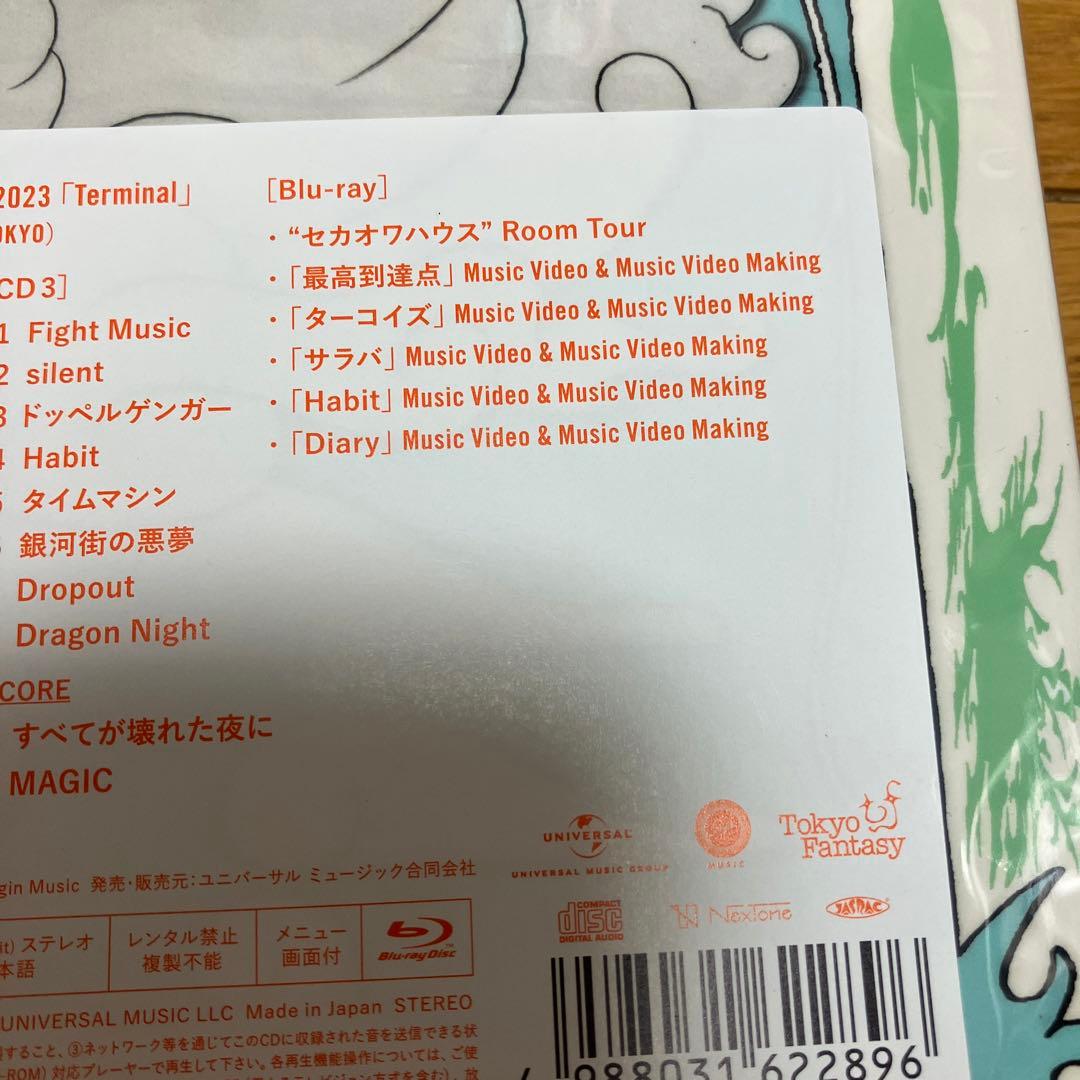 2023「Terminal」
OKYO）
CD 3］
1 Fight Music
2 silent
3 ドッペルゲンガー
4 Habit
5 タイムマシン
6 銀河街の悪夢
Dropout
Dragon Night
CORE
すべてが壊れた夜に
MAGIC
［Blu-ray］
・“セカオワハウス” Room Tour
・「最高到達点」Music Video & Music Video Making
・「ターコイズ」Music Video & Music Video Making
・「サラバ」Music Video & Music Video Making
・「Habit」Music Video & Music Video Making
・「Diary」Music Video & Music Video Making
UNIVERSAL
UNIVERSAL MUSIC GROUP
MUSIC
Tokyo
Fantasy
gin Music 発売・販売元：ユニバーサル ミュージック合同会社
COMPACT
disc
DIGITAL AUDIO
NexTone
JASRAC
it) ステレオ
本語
レンタル禁止
複製不能
メニュー
画面付
Blu-ray Disc
UNIVERSAL MUSIC LLC Made in Japan STEREO
すること、③ネットワーク等を通じてこのCDに収録された音を送信できる状
-ROM) 対応プレーヤーで再生して下さい。各再生機能操作については、ご使
988031 622896